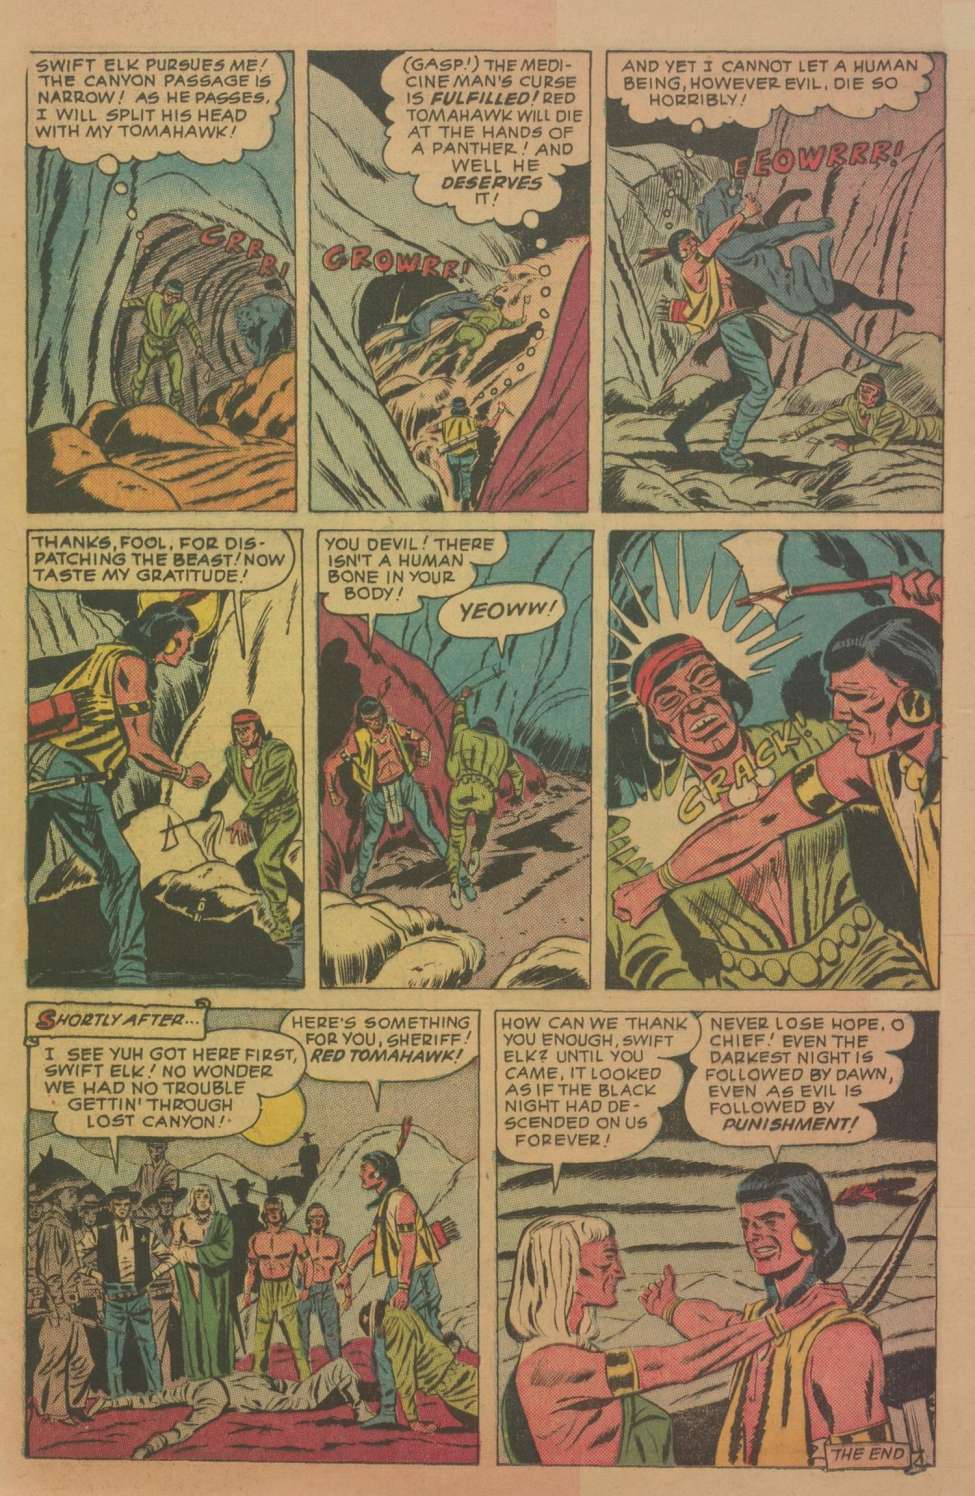 SWIFT ELK PURSUES ME!
THE CANYON PASSAGE IS
NARROW! AS HE PASSES,
I WILL SPLIT HIS HEAD
WITH MY TOMAHAWK!
GRRRR!
(GASP!) THE MEDI-
CINE MAN'S CURSE
IS FULFILLED! RED
TOMAHAWK WILL DIE
AT THE HANDS OF
A PANTHER! AND
WELL HE
DESERVES
IT!
GROWRR!
AND YET I CANNOT LET A HUMAN
BEING, HOWEVER EVIL, DIE SO
HORRIBLY!
EEOWRRR!
THANKS, FOOL, FOR DIS-
PATCHING THE BEAST! NOW
TASTE MY GRATITUDE!
YOU DEVIL! THERE
ISN'T A HUMAN
BONE IN YOUR
BODY!
YEOWW!
CRACK!
SHORTLY AFTER...
I SEE YUH GOT HERE FIRST,
SWIFT ELK! NO WONDER
WE HAD NO TROUBLE
GETTIN' THROUGH
LOST CANYON!
HERE'S SOMETHING
FOR YOU, SHERIFF!
RED TOMAHAWK!
HOW CAN WE THANK
YOU ENOUGH, SWIFT
ELK? UNTIL YOU
CAME, IT LOOKED
AS IF THE BLACK
NIGHT HAD DE-
SCENDED ON US
FOREVER!
NEVER LOSE HOPE, O
CHIEF! EVEN THE
DARKEST NIGHT IS
FOLLOWED BY DAWN,
EVEN AS EVIL IS
FOLLOWED BY
PUNISHMENT!
THE END